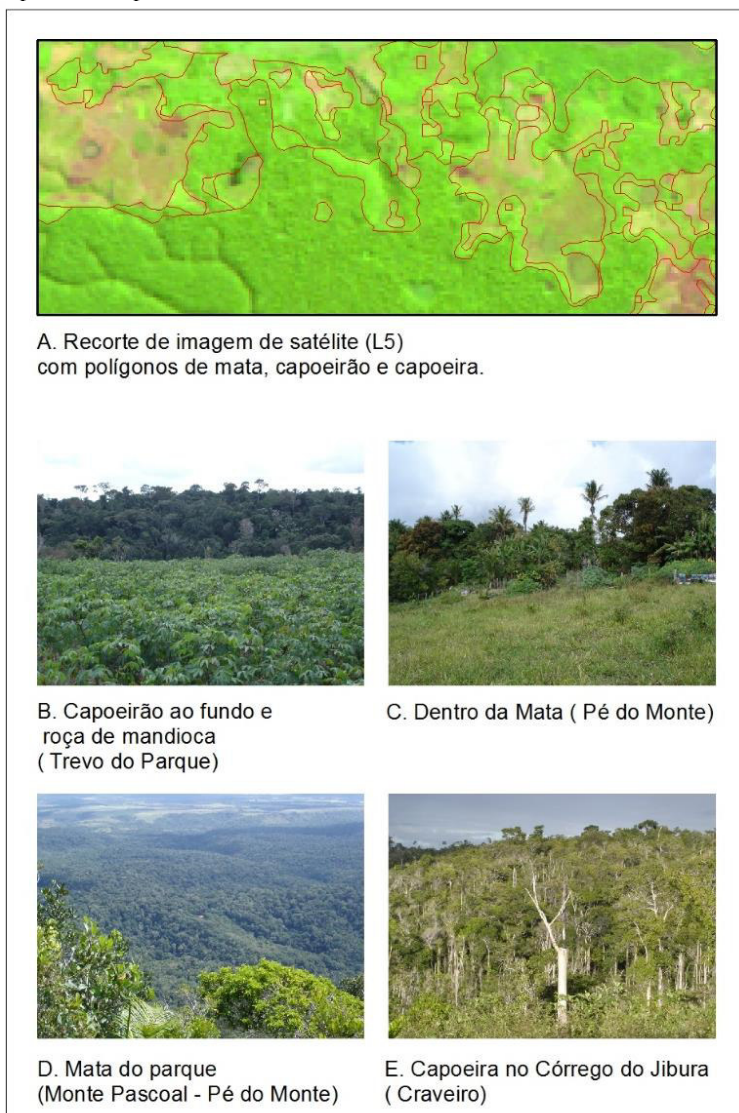 A. Recorte de imagem de satélite (L5)
com polígonos de mata, capoeirão e capoeira.
B. Capoeirão ao fundo e
roça de mandioca
( Trevo do Parque)
C. Dentro da Mata ( Pé do Monte)
D. Mata do parque
(Monte Pascoal - Pé do Monte)
E. Capoeira no Córrego do Jibura
( Craveiro)